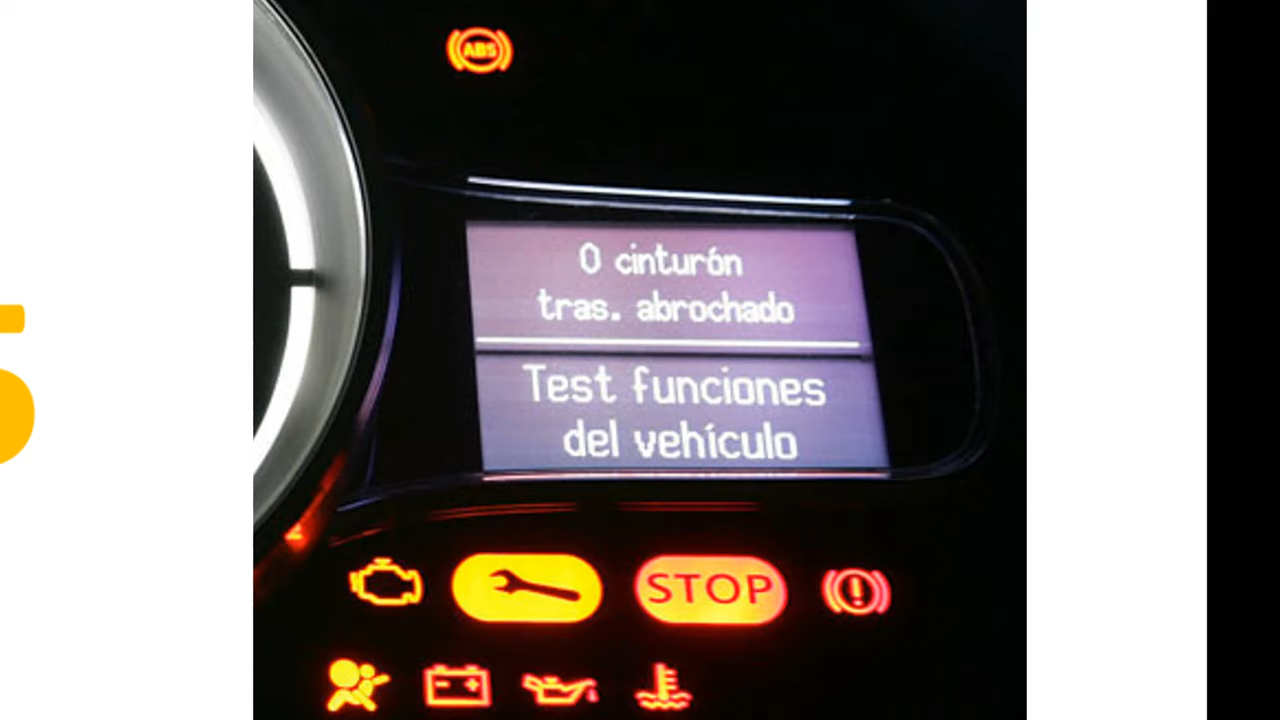 ABS
0 cinturón
tras. abrochado
Test funciones
del vehículo
STOP